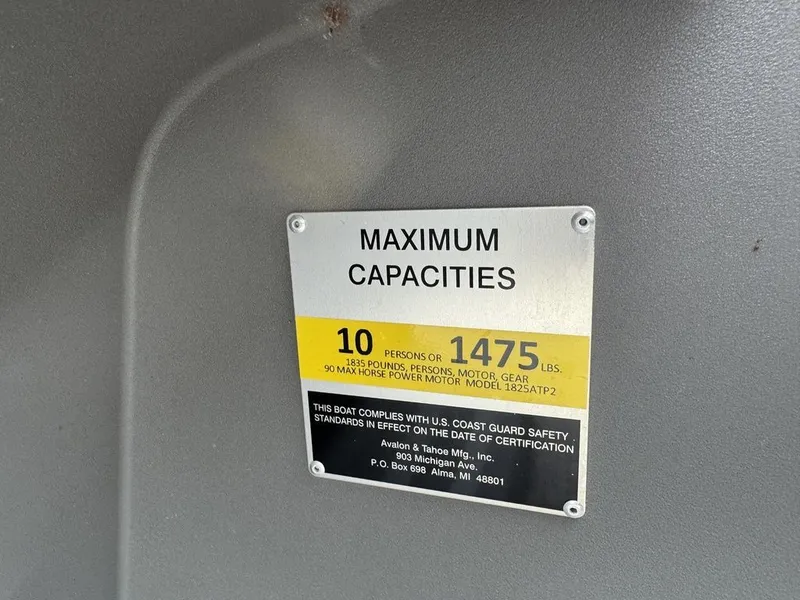 MAXIMUM
CAPACITIES
10 PERSONS OR 1475 LBS.
1835 POUNDS, PERSONS, MOTOR, GEAR
90 MAX HORSE POWER MOTOR MODEL 1825ATP2
THIS BOAT COMPLIES WITH U.S. COAST GUARD SAFETY
STANDARDS IN EFFECT ON THE DATE OF CERTIFICATION
Avalon & Tahoe Mfg., Inc.
903 Michigan Ave.
P.O. Box 698 Alma, MI 48801